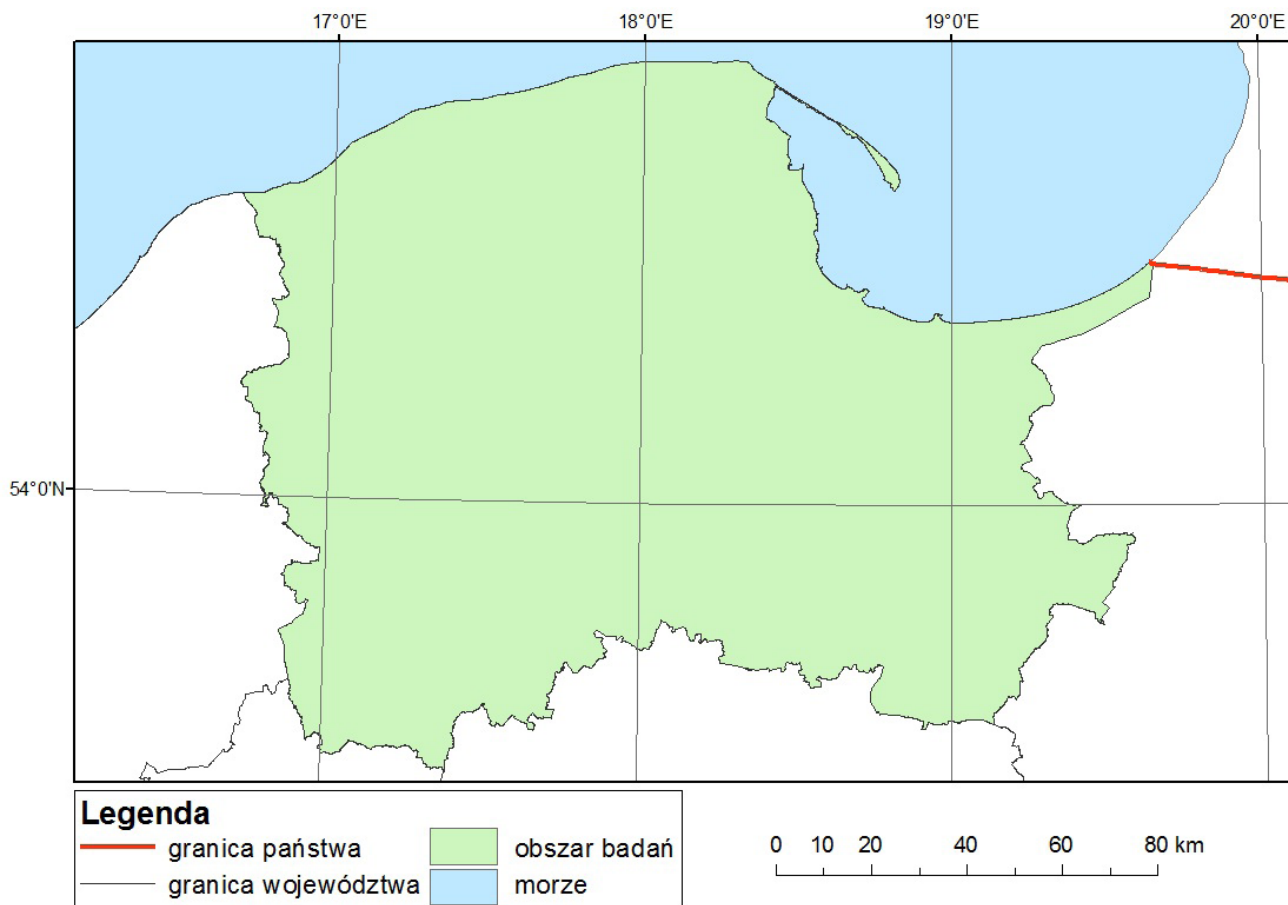 17°0'E 18°0'E 19°0'E 20°0'E
54°0'N
Legenda
granica państwa
obszar badań
granica województwa
morze
0 10 20 40 60 80 km